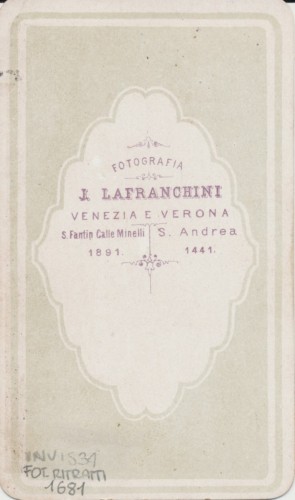 FOTOGRAFIA
J. LAFRANCHINI
VENEZIA E VERONA
S. Fantin Calle Minelli
1891.
S. Andrea
1441.
INV1531
FOT. RITRATTI
1681